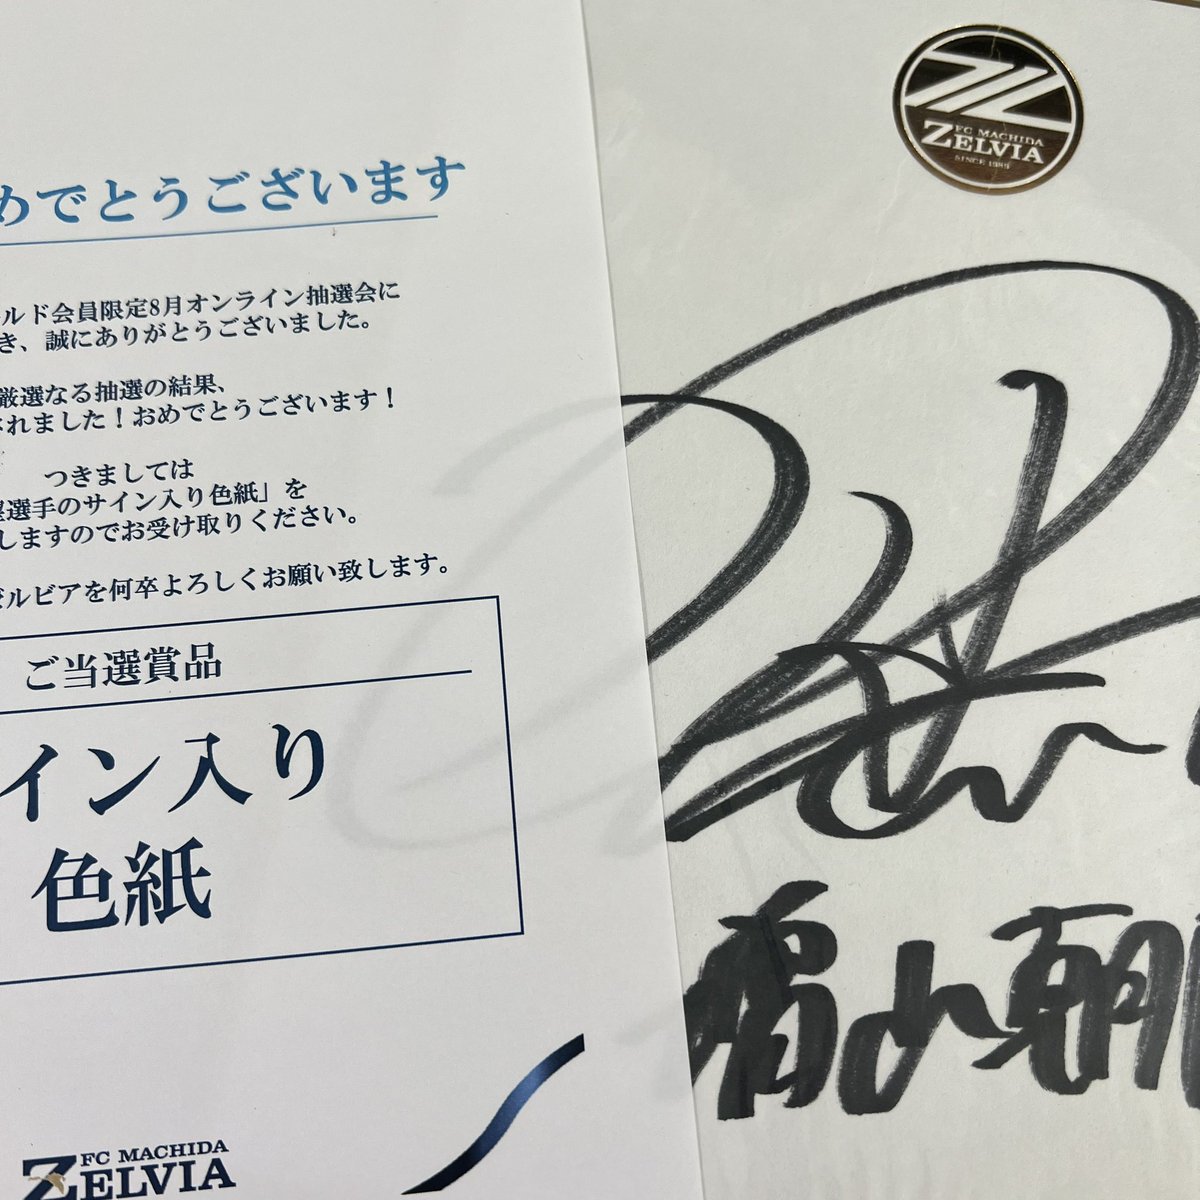 めでとうございます
ルド会員限定8月オンライン抽選会に
き、誠にありがとうございました。
厳選なる抽選の結果、
れました！おめでとうございます！
つきましては
選手のサイン入り色紙」を
しますのでお受け取りください。
ルビアを何卒よろしくお願い致します。
ご当選賞品
イン入り
色紙
FC MACHIDA
ZELVIA
FC MACHIDA
ZELVIA
SINCE 1989